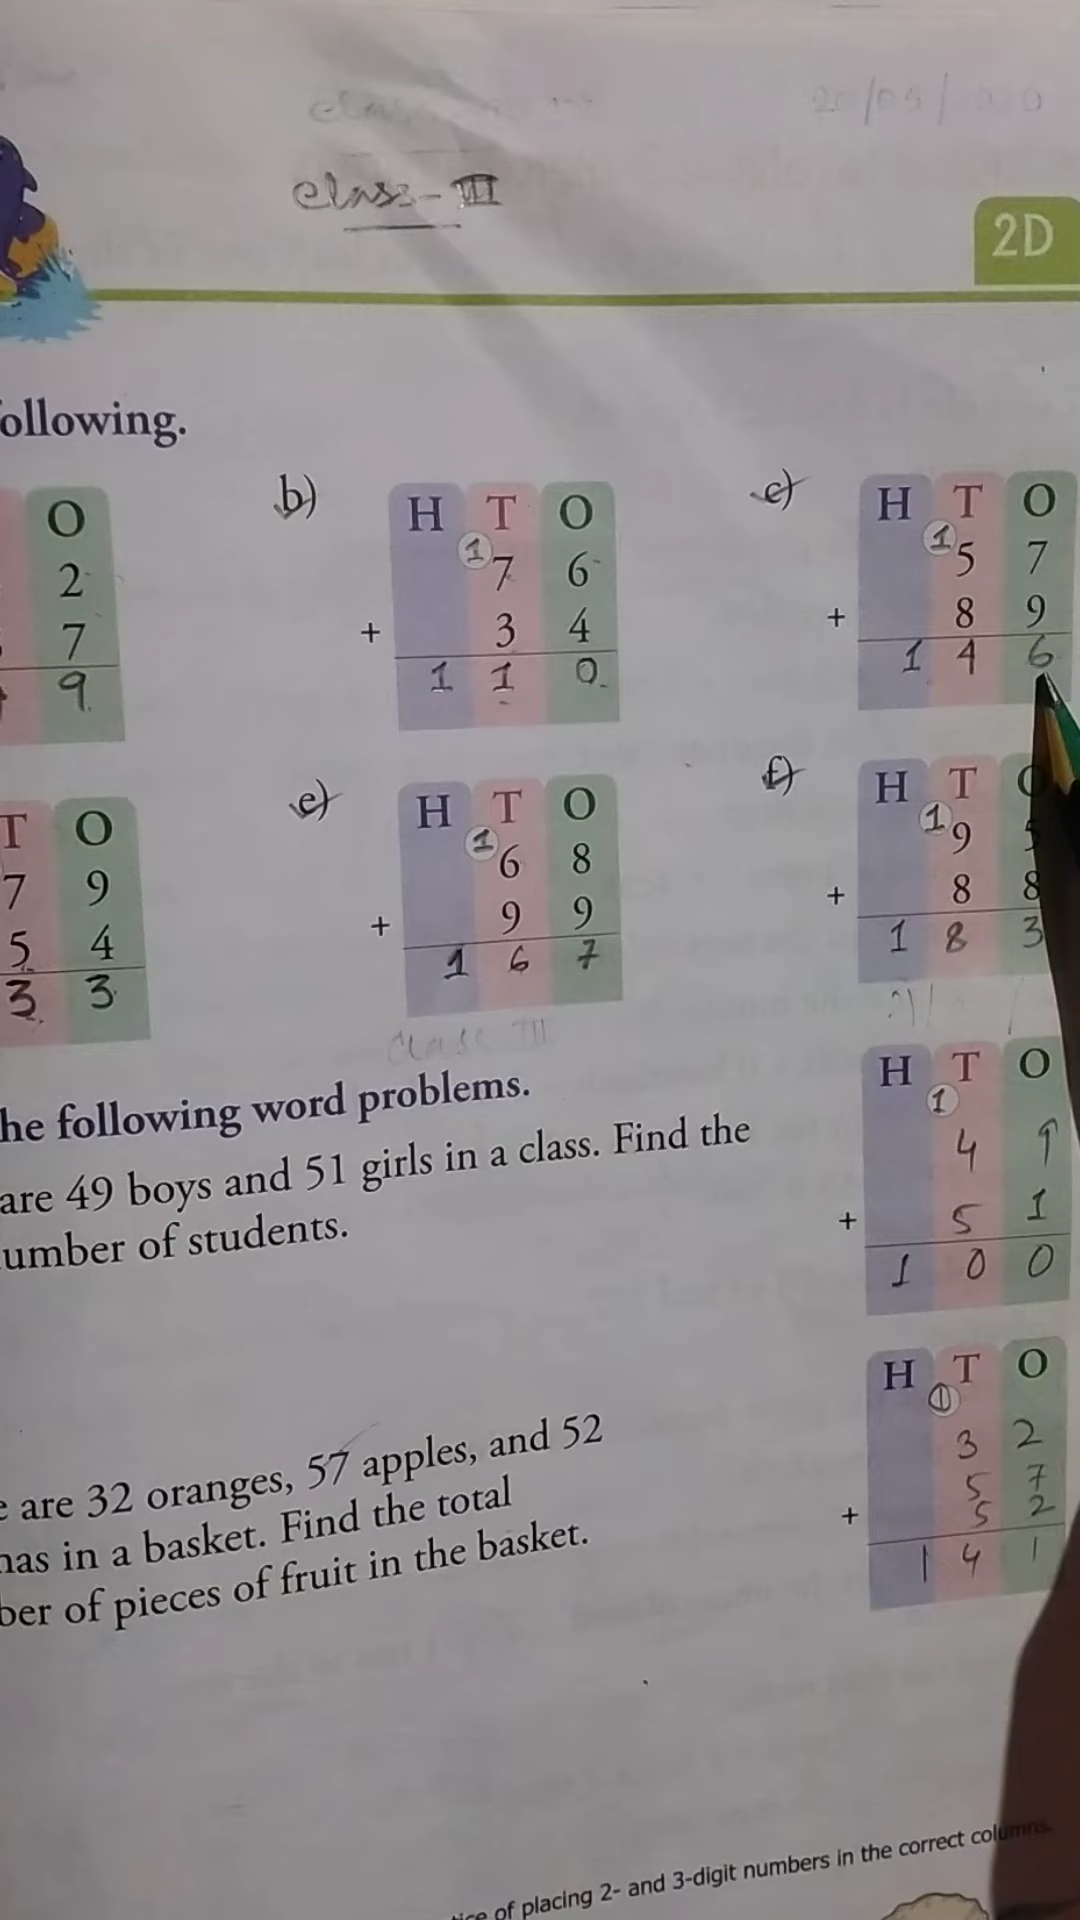 Class - III
2D
ollowing.
O
2
7
9
b) H T O
1
7 6
+ 3 4
1 1 0
c) H T O
1
5 7
+ 8 9
1 4 6
T O
7 9
5 4
3 3
e) H T O
1
6 8
+ 9 9
1 6 7
f) H T O
1
9 5
+ 8 8
1 8 3
Class III
he following word problems.
are 49 boys and 51 girls in a class. Find the
umber of students.
H T O
1
4 9
+ 5 1
1 0 0
e are 32 oranges, 57 apples, and 52
nas in a basket. Find the total
ber of pieces of fruit in the basket.
H T O
1
3 2
5 7
+ 5 2
1 4 1
of placing 2- and 3-digit numbers in the correct columns.